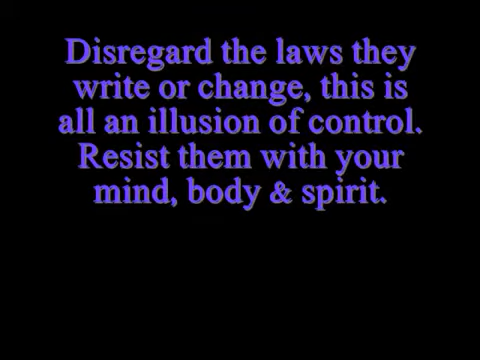 Disregard the laws they
write or change, this is
all an illusion of control.
Resist them with your
mind, body & spirit.